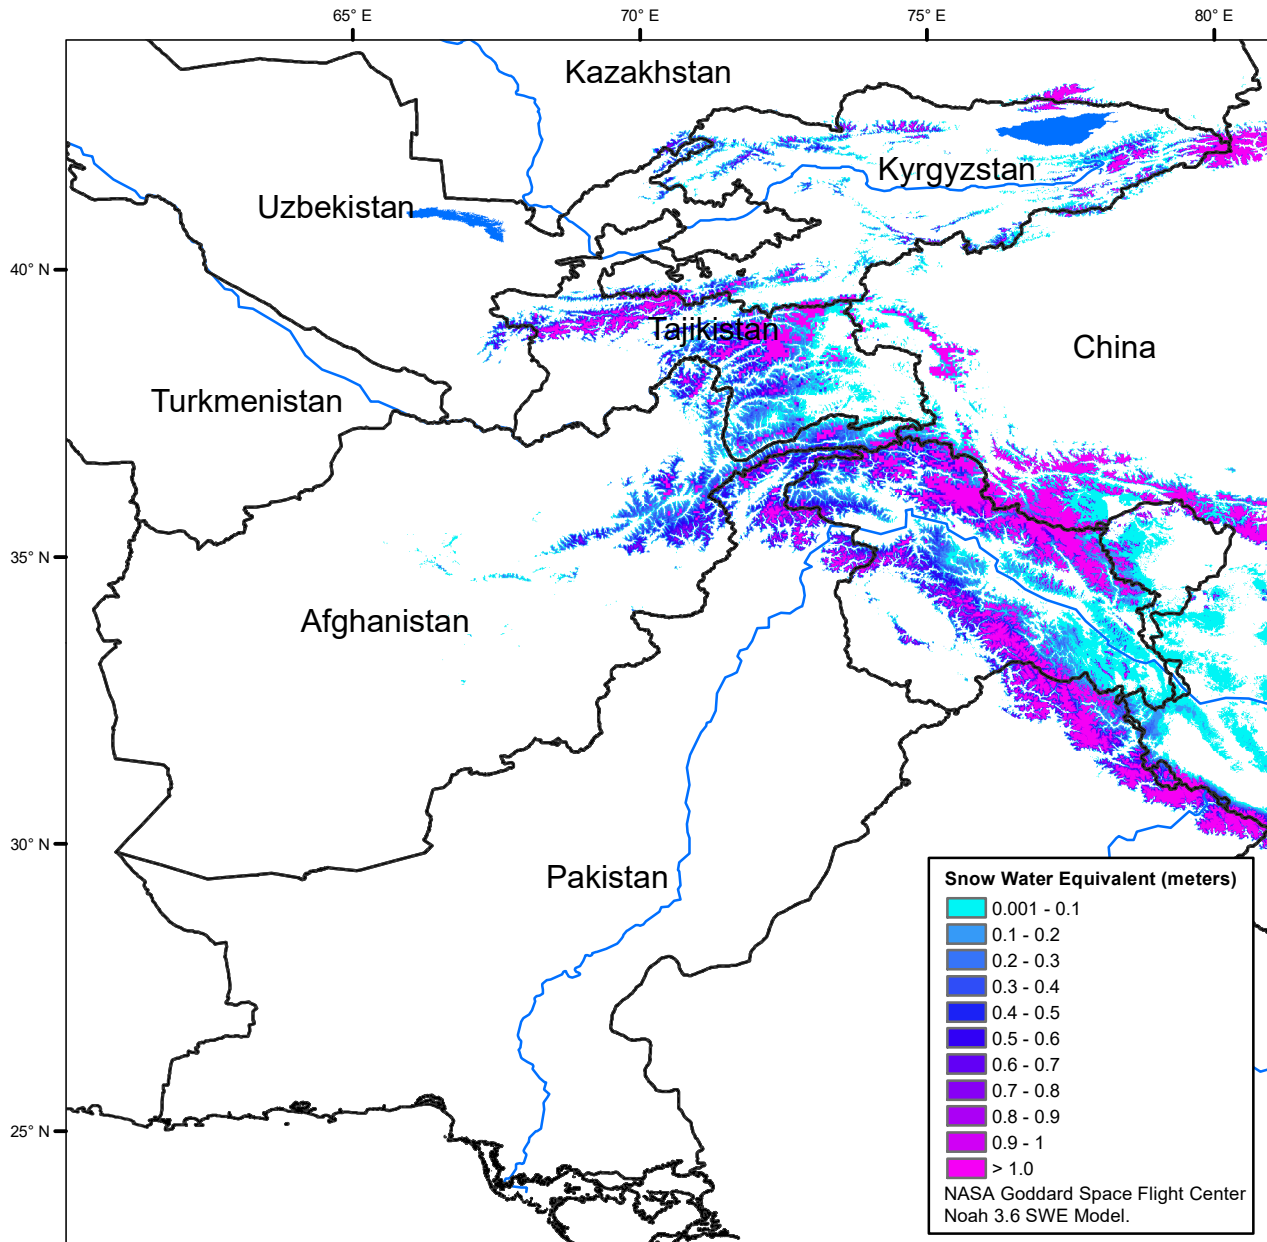 65° E
70° E
75° E
80° E
Kazakhstan
Kyrgyzstan
Uzbekistan
40° N
Tajikistan
China
Turkmenistan
35° N
Afghanistan
30° N
Pakistan
25° N
Snow Water Equivalent (meters)
0.001 - 0.1
0.1 - 0.2
0.2 - 0.3
0.3 - 0.4
0.4 - 0.5
0.5 - 0.6
0.6 - 0.7
0.7 - 0.8
0.8 - 0.9
0.9 - 1
> 1.0
NASA Goddard Space Flight Center
Noah 3.6 SWE Model.